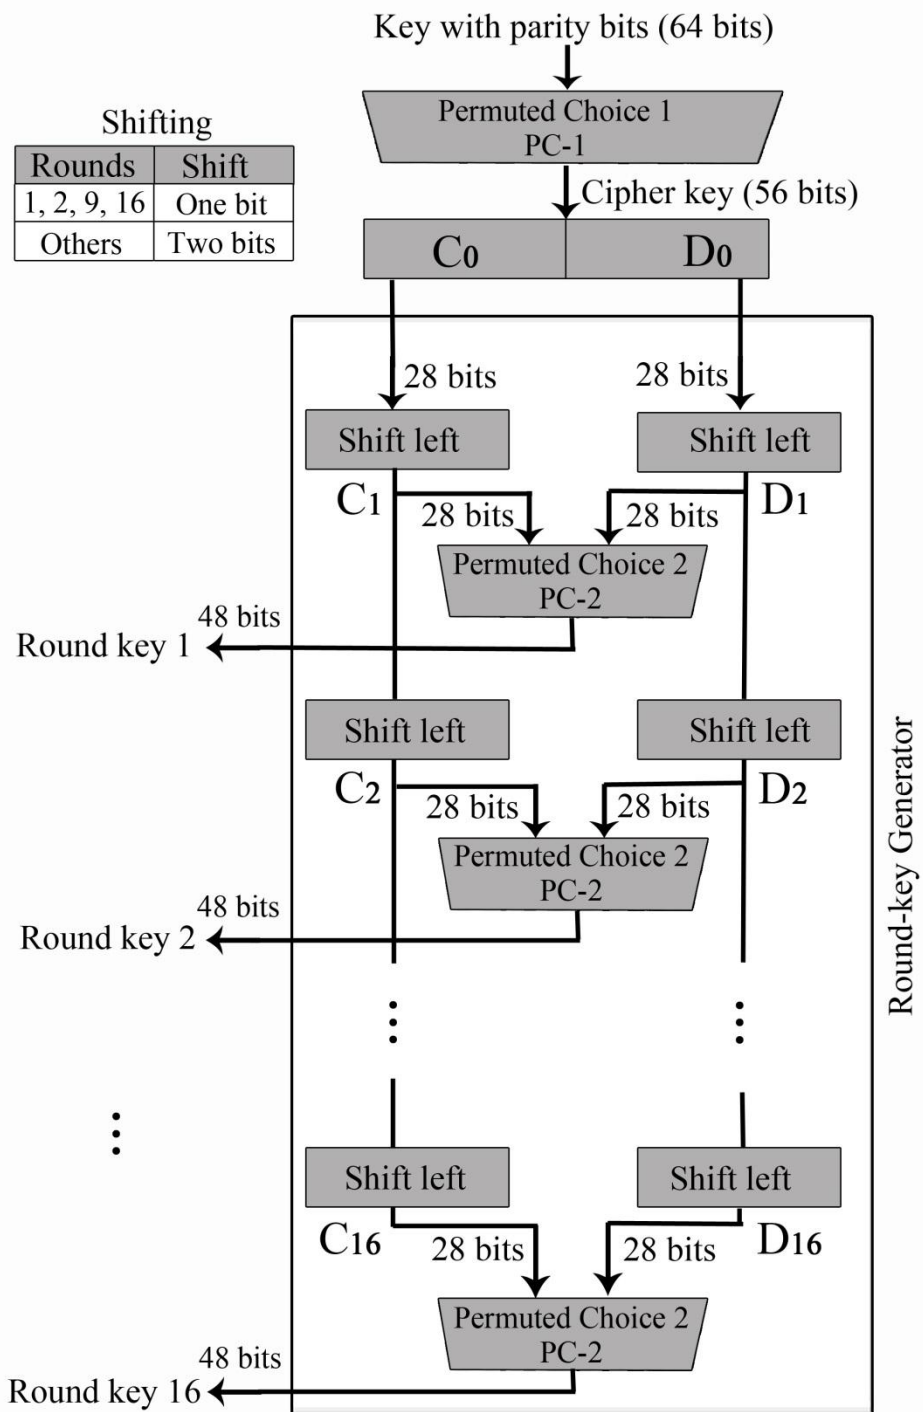 Key with parity bits (64 bits)
Permuted Choice 1
PC-1
Shifting
Rounds Shift
1, 2, 9, 16 One bit
Others Two bits
Cipher key (56 bits)
C0 D0
28 bits 28 bits
Shift left Shift left
C1 28 bits 28 bits D1
Permuted Choice 2
PC-2
48 bits
Round key 1
Shift left Shift left
C2 28 bits 28 bits D2
Permuted Choice 2
PC-2
48 bits
Round key 2
Round-key Generator
Shift left Shift left
C16 28 bits 28 bits D16
Permuted Choice 2
PC-2
48 bits
Round key 16